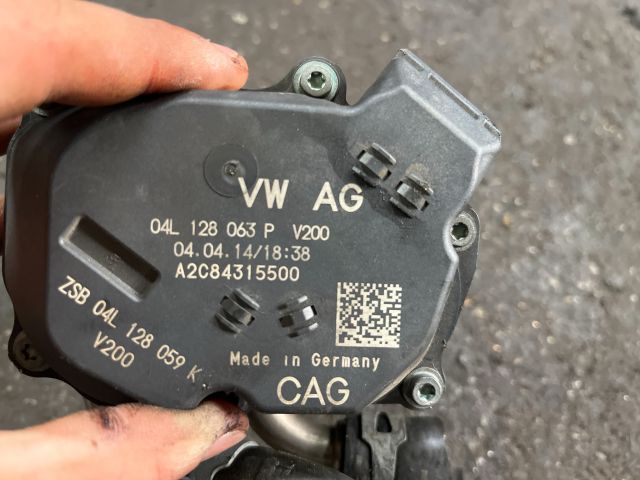 VW AG
04L 128 063 P V200
04.04.14/18:38
A2C84315500
ZSB 04L 128 059 K
V200
Made in Germany
CAG